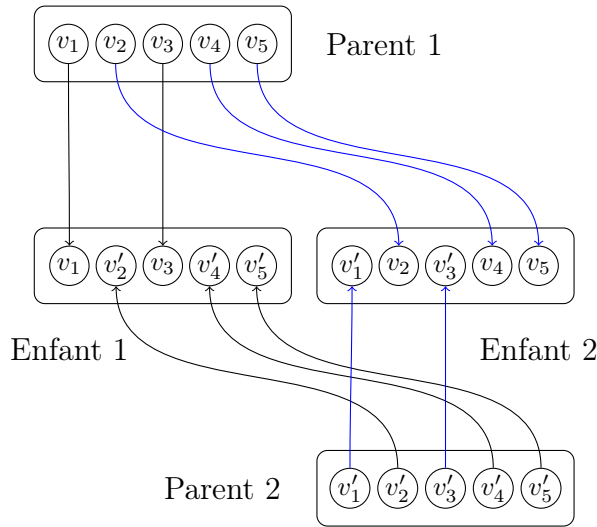 v₁ v₂ v₃ v₄ v₅ Parent 1
v₁ v′₂ v₃ v′₄ v′₅ v′₁ v₂ v′₃ v₄ v₅
Enfant 1 Enfant 2
Parent 2 v′₁ v′₂ v′₃ v′₄ v′₅